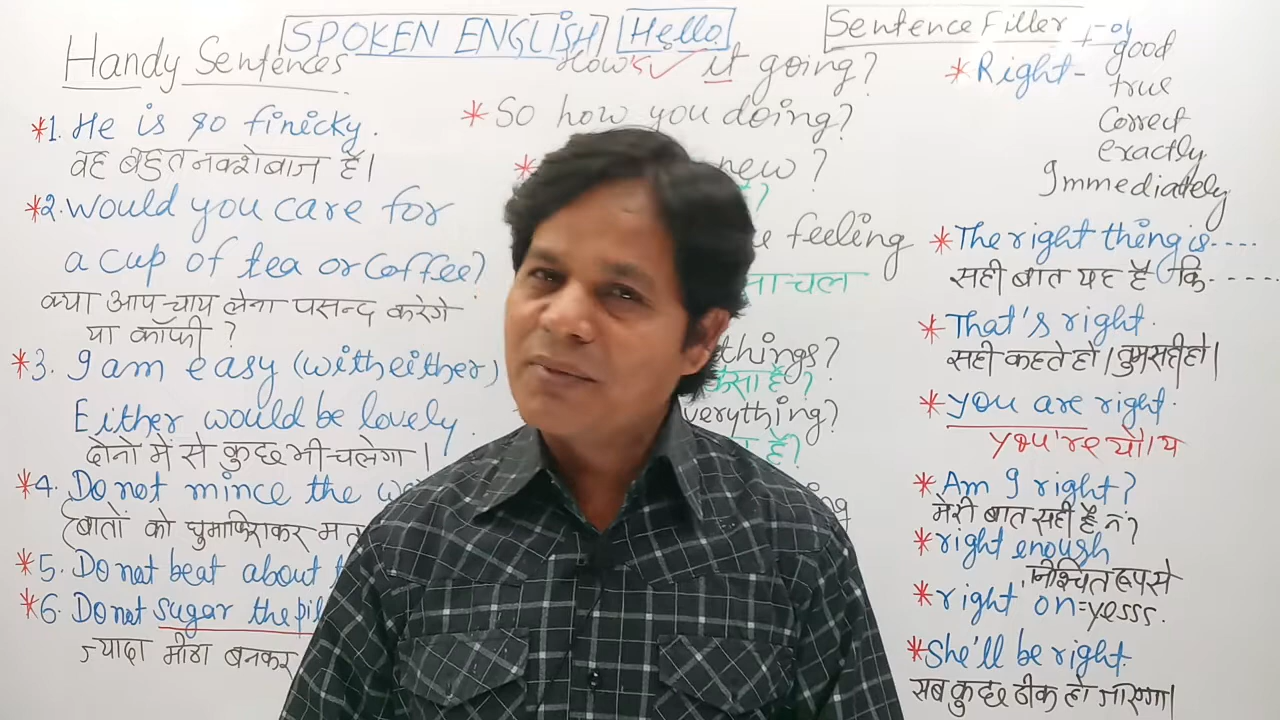 SPOKEN ENGLISH Hello
Handy Sentences
*1. He is so finicky.
वह बहुत नक्शेबाज है।
*2. would you care for
a cup of tea or Coffee?
क्या आप चाय लेना पसन्द करेगे
या कॉफी ?
*3. I am easy (with either)
Either would be lovely.
दोनो मे से कुछ भी चलेगा।
*4. Do not mince the
(बातों को घुमाफिराकर मत
*5. Do not beat about
*6 Do not sugar the pil
ज्यादा मीठा बनकर
How's ✓ it going?
* So how you doing?
* new ?
?
feeling
चल
things?
कैसा है ?
verything?
है?
Sentence Filler
* Right - good
true
Correct
exactly
Immediately
* The right thing is....
सही बात यह है कि.....
* That's right.
सही कहते हो। तुम सही हो।
* you are right.
you're यो।य
* Am I right?
मेरी बात सही है न?
* right enough
निश्चित रूप से
* right on = yesss.
* She'll be right.
सब कुछ ठीक हो जाएगा।